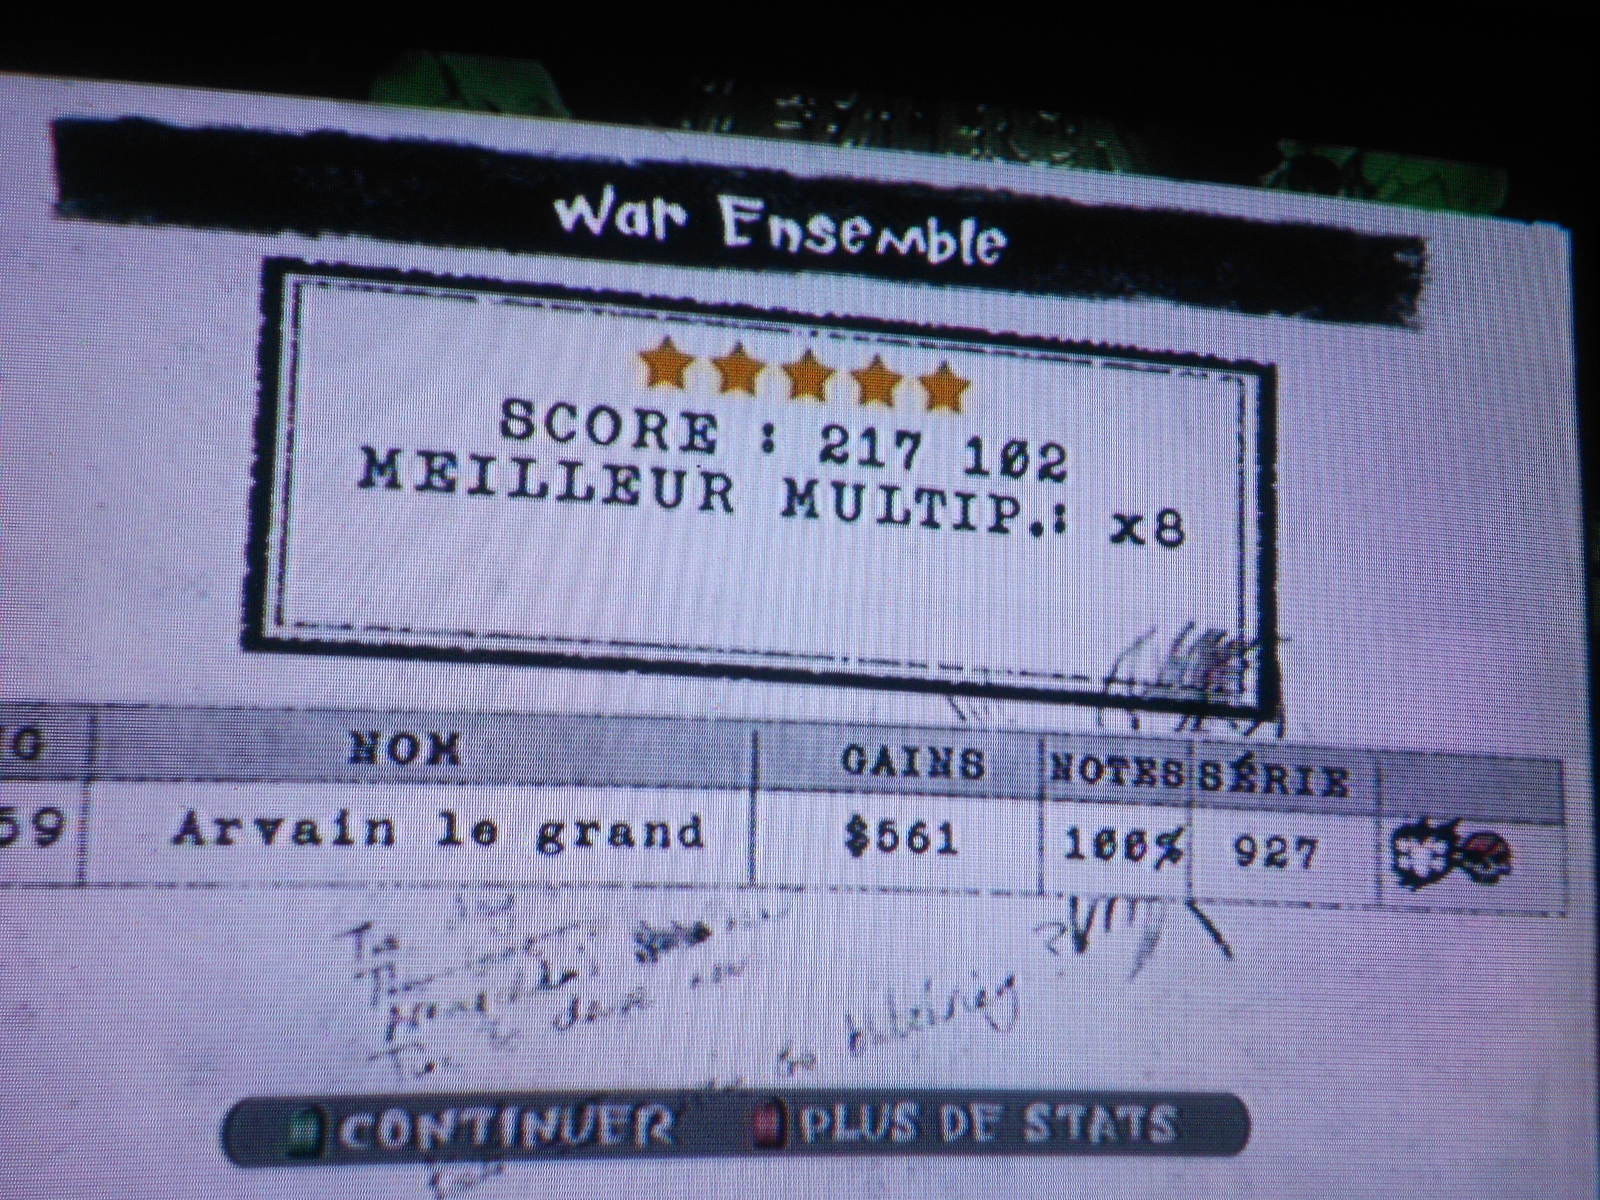 War Ensemble
SCORE : 217 102
MEILLEUR MULTIP.: x8
G NOM GAINS NOTES SÉRIE
59 Arvain le grand $561 100% 927
CONTINUER PLUS DE STATS